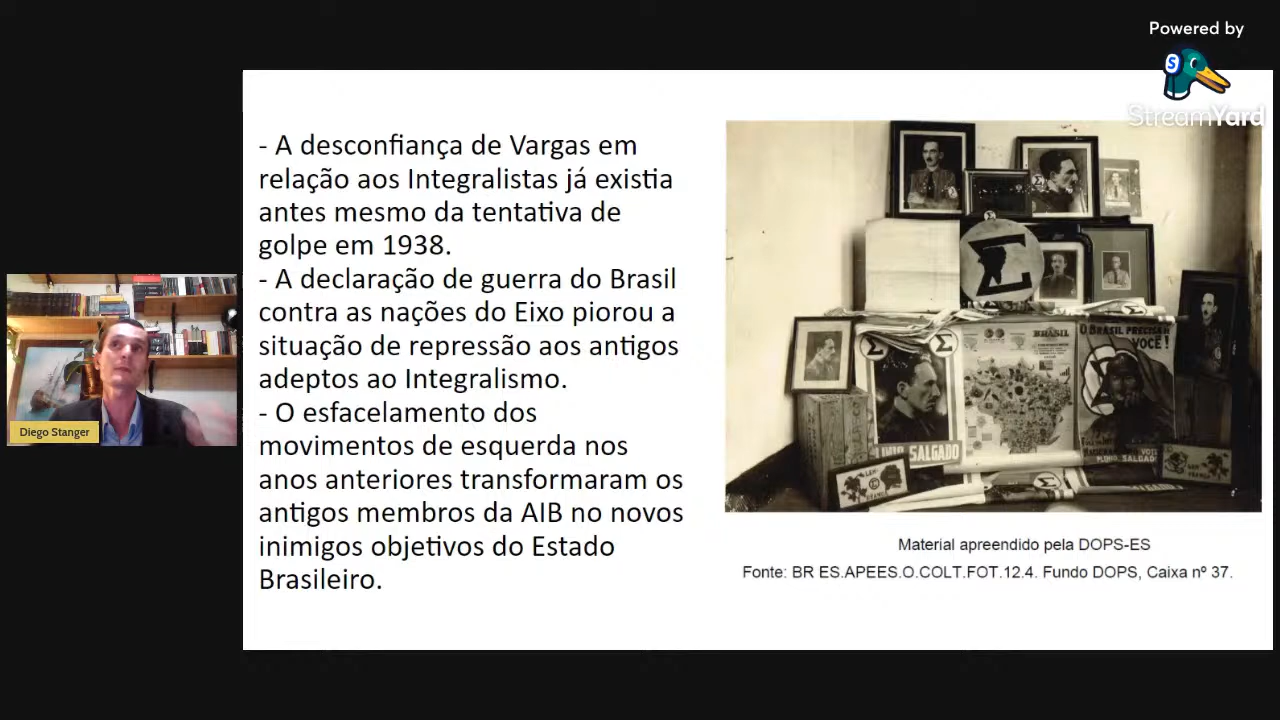 Powered by
StreamYard
- A desconfiança de Vargas em
relação aos Integralistas já existia
antes mesmo da tentativa de
golpe em 1938.
- A declaração de guerra do Brasil
contra as nações do Eixo piorou a
situação de repressão aos antigos
adeptos ao Integralismo.
- O esfacelamento dos
movimentos de esquerda nos
anos anteriores transformaram os
antigos membros da AIB no novos
inimigos objetivos do Estado
Brasileiro.
Σ
BRASIL
O BRASIL PRECISA
VOCÊ!
SALGADO
Diego Stanger
Material apreendido pela DOPS-ES
Fonte: BR ES.APEES.O.COLT.FOT.12.4. Fundo DOPS, Caixa nº 37.